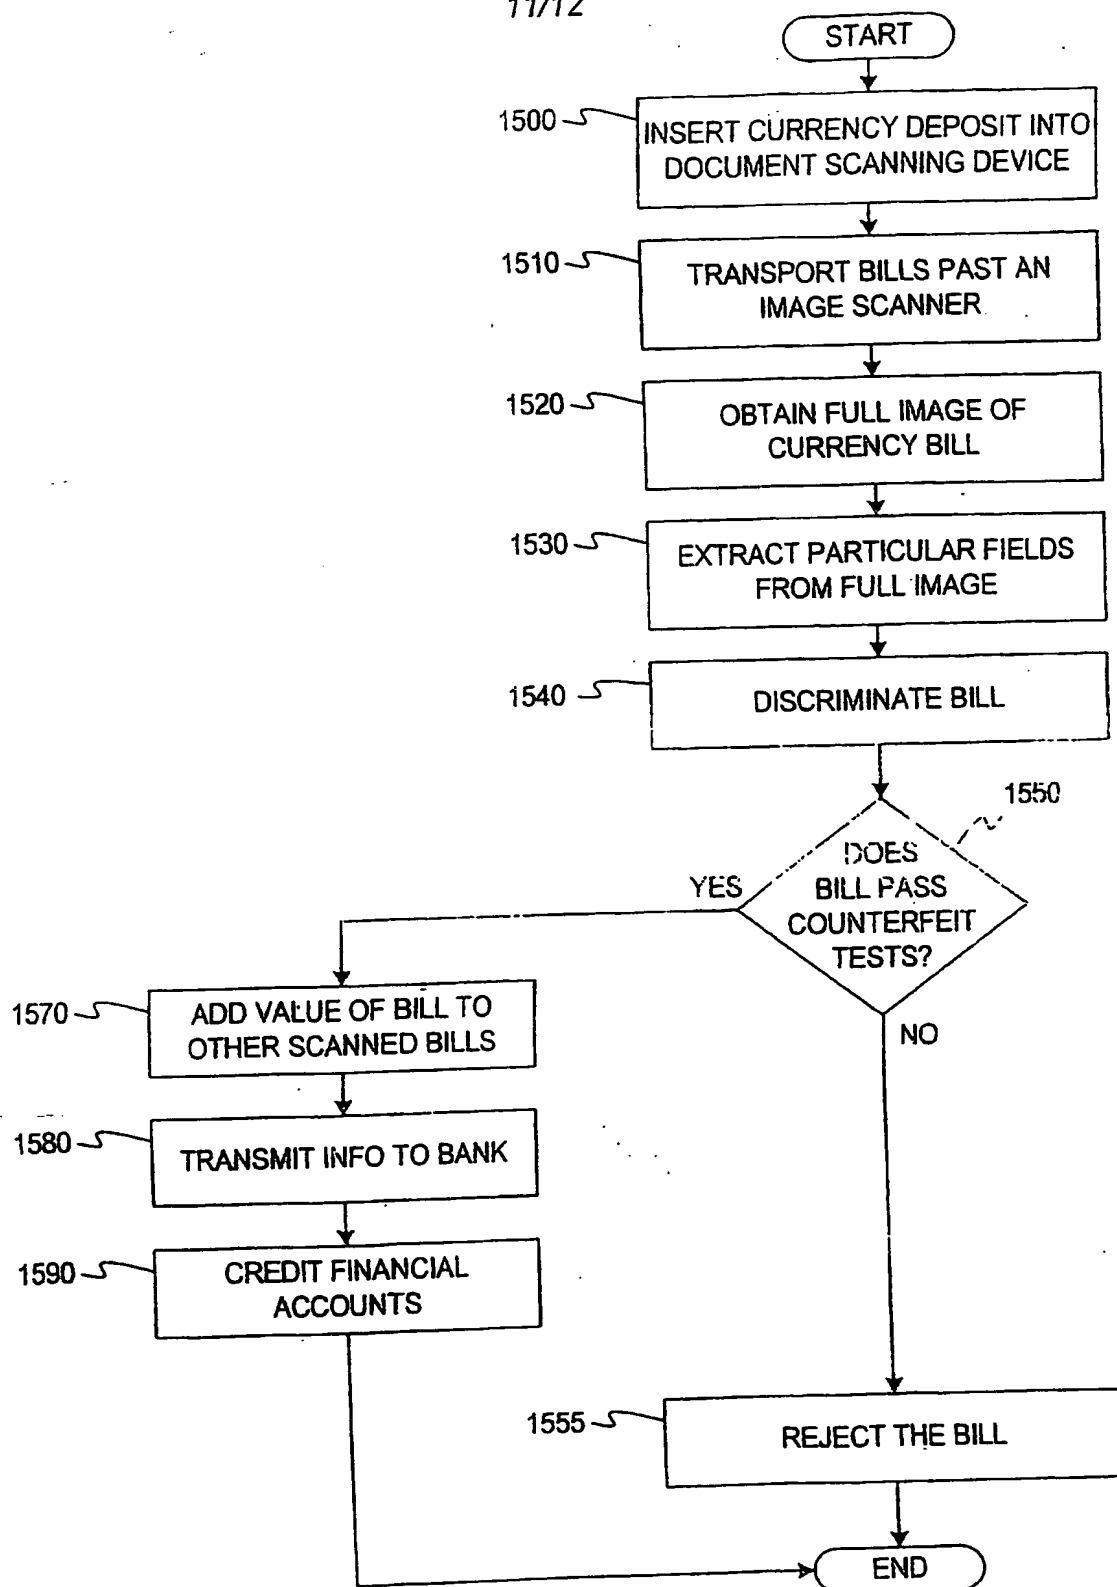 11/12
START
1500
INSERT CURRENCY DEPOSIT INTO
DOCUMENT SCANNING DEVICE
1510
TRANSPORT BILLS PAST AN
IMAGE SCANNER
1520
OBTAIN FULL IMAGE OF
CURRENCY BILL
1530
EXTRACT PARTICULAR FIELDS
FROM FULL IMAGE
1540
DISCRIMINATE BILL
1550
DOES
BILL PASS
COUNTERFEIT
TESTS?
YES
NO
1570
ADD VALUE OF BILL TO
OTHER SCANNED BILLS
1580
TRANSMIT INFO TO BANK
1590
CREDIT FINANCIAL
ACCOUNTS
1555
REJECT THE BILL
END